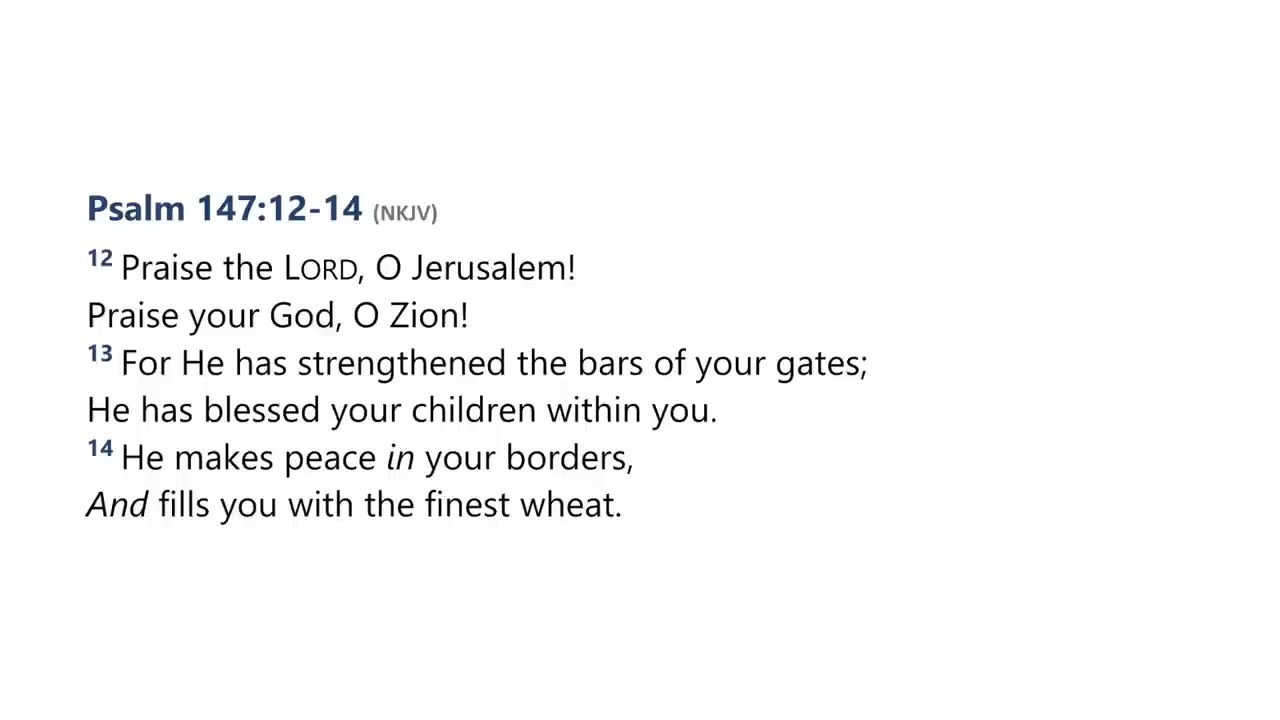 Psalm 147:12-14 (NKJV)
12 Praise the LORD, O Jerusalem!
Praise your God, O Zion!
13 For He has strengthened the bars of your gates;
He has blessed your children within you.
14 He makes peace in your borders,
And fills you with the finest wheat.